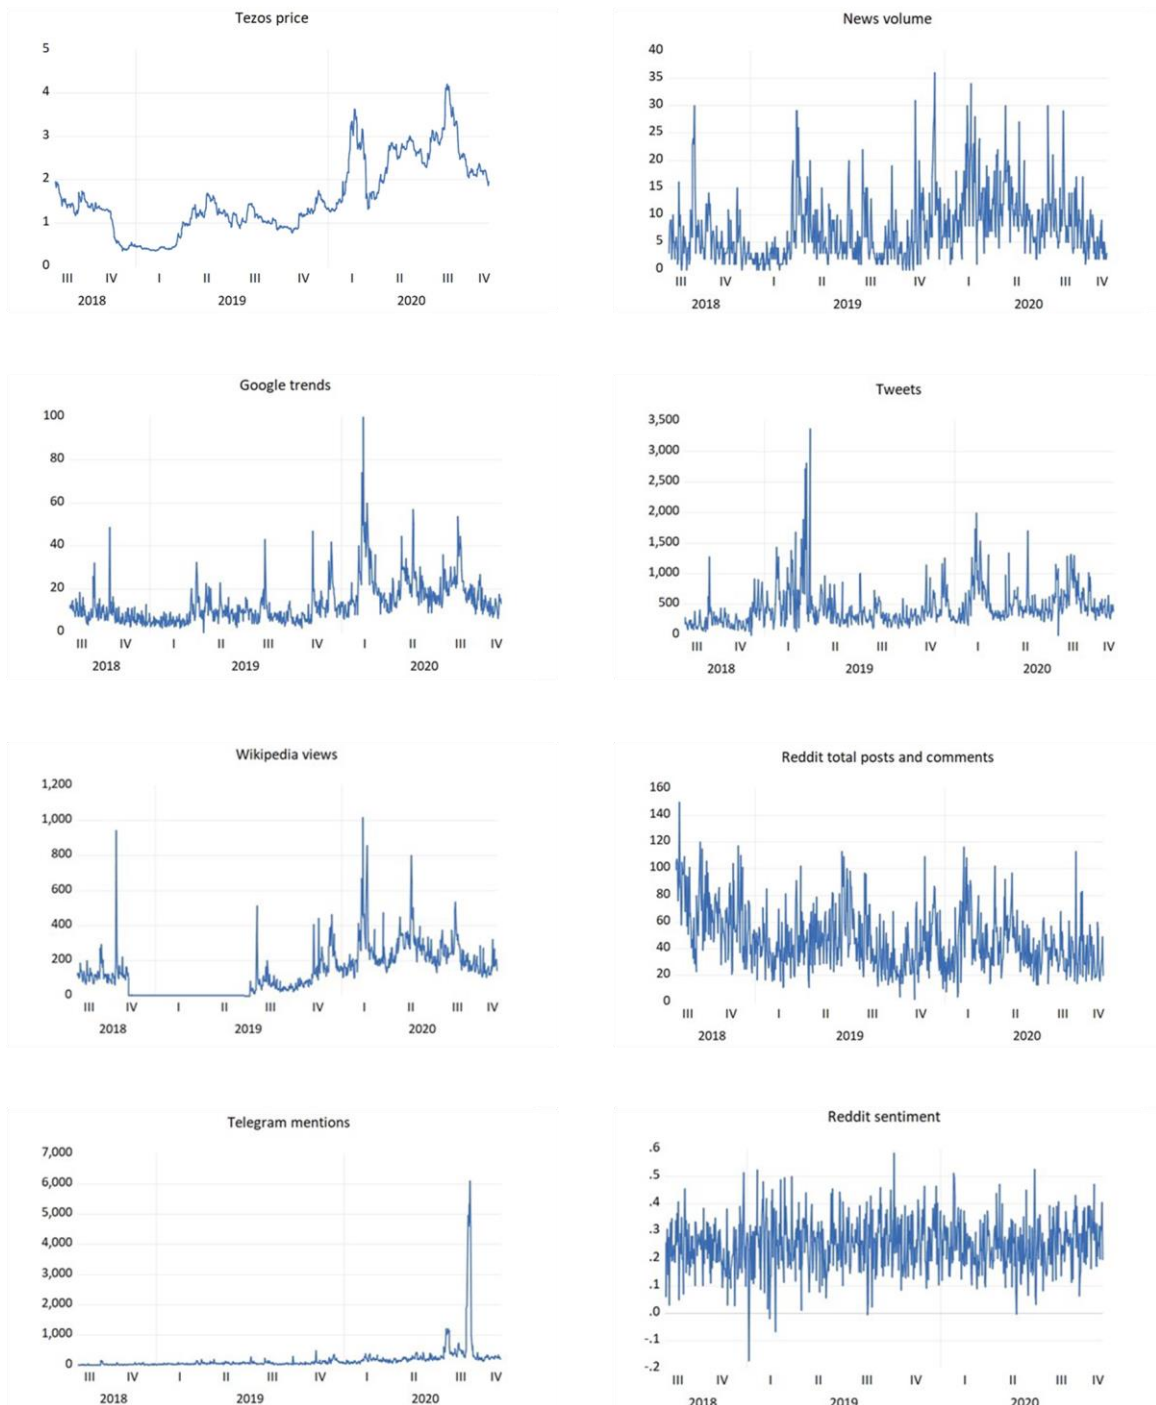 Tezos price
5
4
3
2
1
0
III IV I II III IV I II III IV
2018 2019 2020
News volume
40
35
30
25
20
15
10
5
0
III IV I II III IV I II III IV
2018 2019 2020
Google trends
100
80
60
40
20
0
III IV I II III IV I II III IV
2018 2019 2020
Tweets
3,500
3,000
2,500
2,000
1,500
1,000
500
0
III IV I II III IV I II III IV
2018 2019 2020
Wikipedia views
1,200
1,000
800
600
400
200
0
III IV I II III IV I II III IV
2018 2019 2020
Reddit total posts and comments
160
140
120
100
80
60
40
20
0
III IV I II III IV I II III IV
2018 2019 2020
Telegram mentions
7,000
6,000
5,000
4,000
3,000
2,000
1,000
0
III IV I II III IV I II III IV
2018 2019 2020
Reddit sentiment
.6
.5
.4
.3
.2
.1
.0
-.1
-.2
III IV I II III IV I II III IV
2018 2019 2020